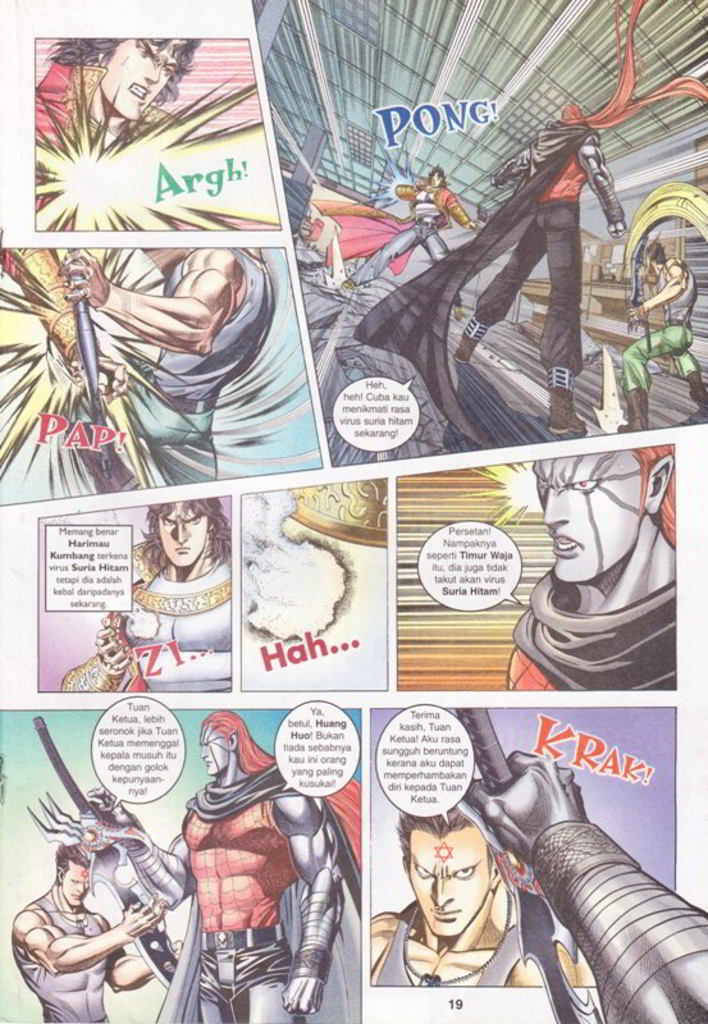 Argh!
PONG!
PAP!
Heh,
heh! Cuba kau
menikmati rasa
virus suria hitam
sekarang!
Memang benar
Harimau
Kumbang terkena
virus Suria Hitam
tetapi dia adalah
kebal daripadanya
sekarang.
ZI...
Hah...
Persetan!
Nampaknya
seperti Timur Waja
itu, dia juga tidak
takut akan virus
Suria Hitam!
Tuan
Ketua, lebih
seronok jika Tuan
Ketua memenggal
kepala musuh itu
dengan golok
kepunyaan-
nya!
Ya,
betul, Huang
Huo! Bukan
tiada sebabnya
kau ini orang
yang paling
kusukai!
Terima
kasih, Tuan
Ketua! Aku rasa
sungguh beruntung
kerana aku dapat
memperhambakan
diri kepada Tuan
Ketua.
KRAK!
19